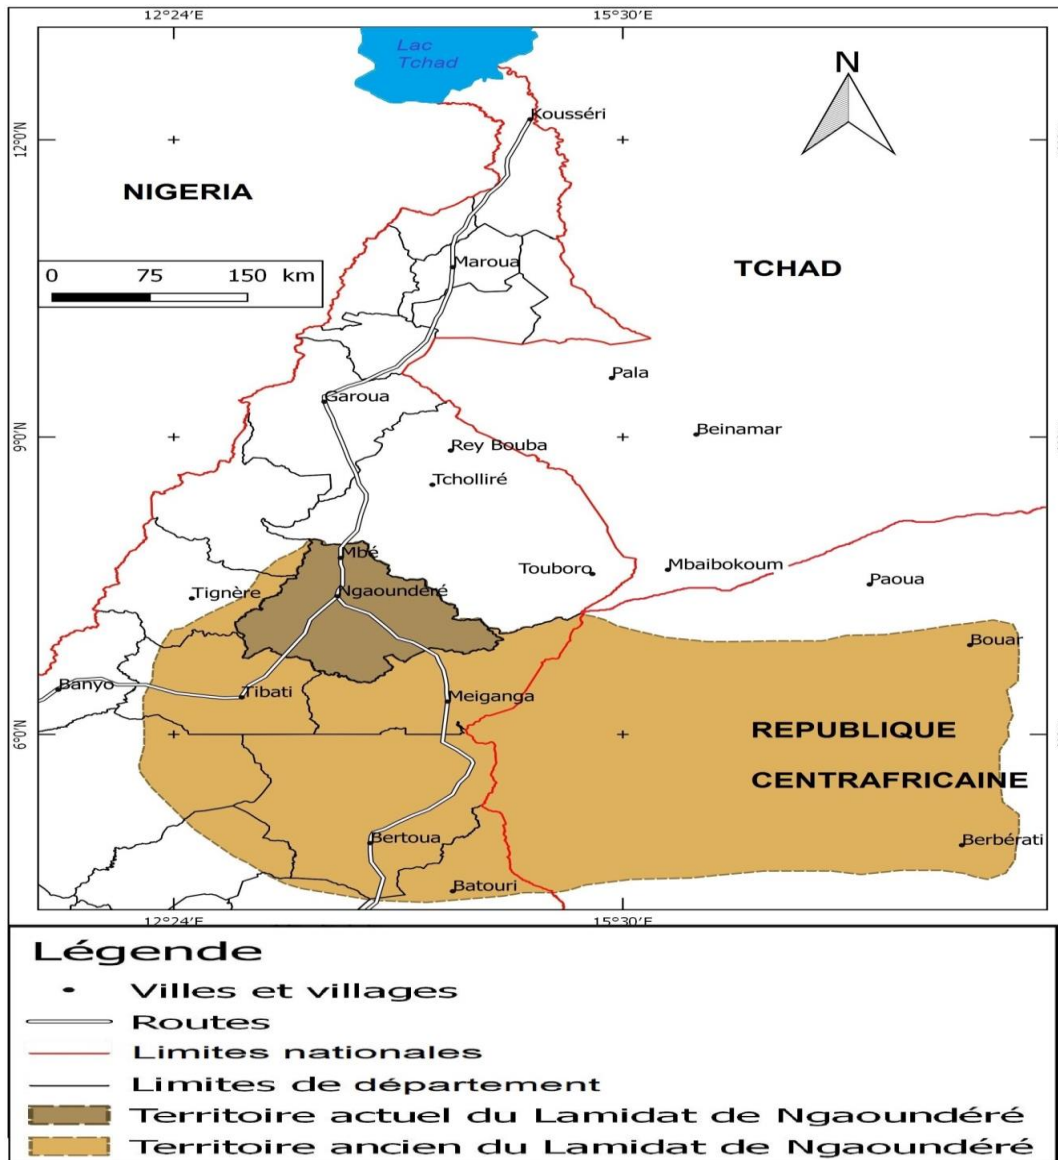 12°24′E 15°30′E
Lac
Tchad
N
Kousséri
12°0′N
NIGERIA
0 75 150 km
Maroua
TCHAD
Pala
Garoua
Beinamar
9°0′N
Rey Bouba
Tcholliré
Mbé
Touboro
Mbaibokoum
Paoua
Tignère
Ngaoundéré
Bouar
Banyo
Tibati
Meiganga
6°0′N
REPUBLIQUE
CENTRAFRICAINE
Bertoua
Berbérati
Batouri
12°24′E 15°30′E
Légende
Villes et villages
Routes
Limites nationales
Limites de département
Territoire actuel du Lamidat de Ngaoundéré
Territoire ancien du Lamidat de Ngaoundéré